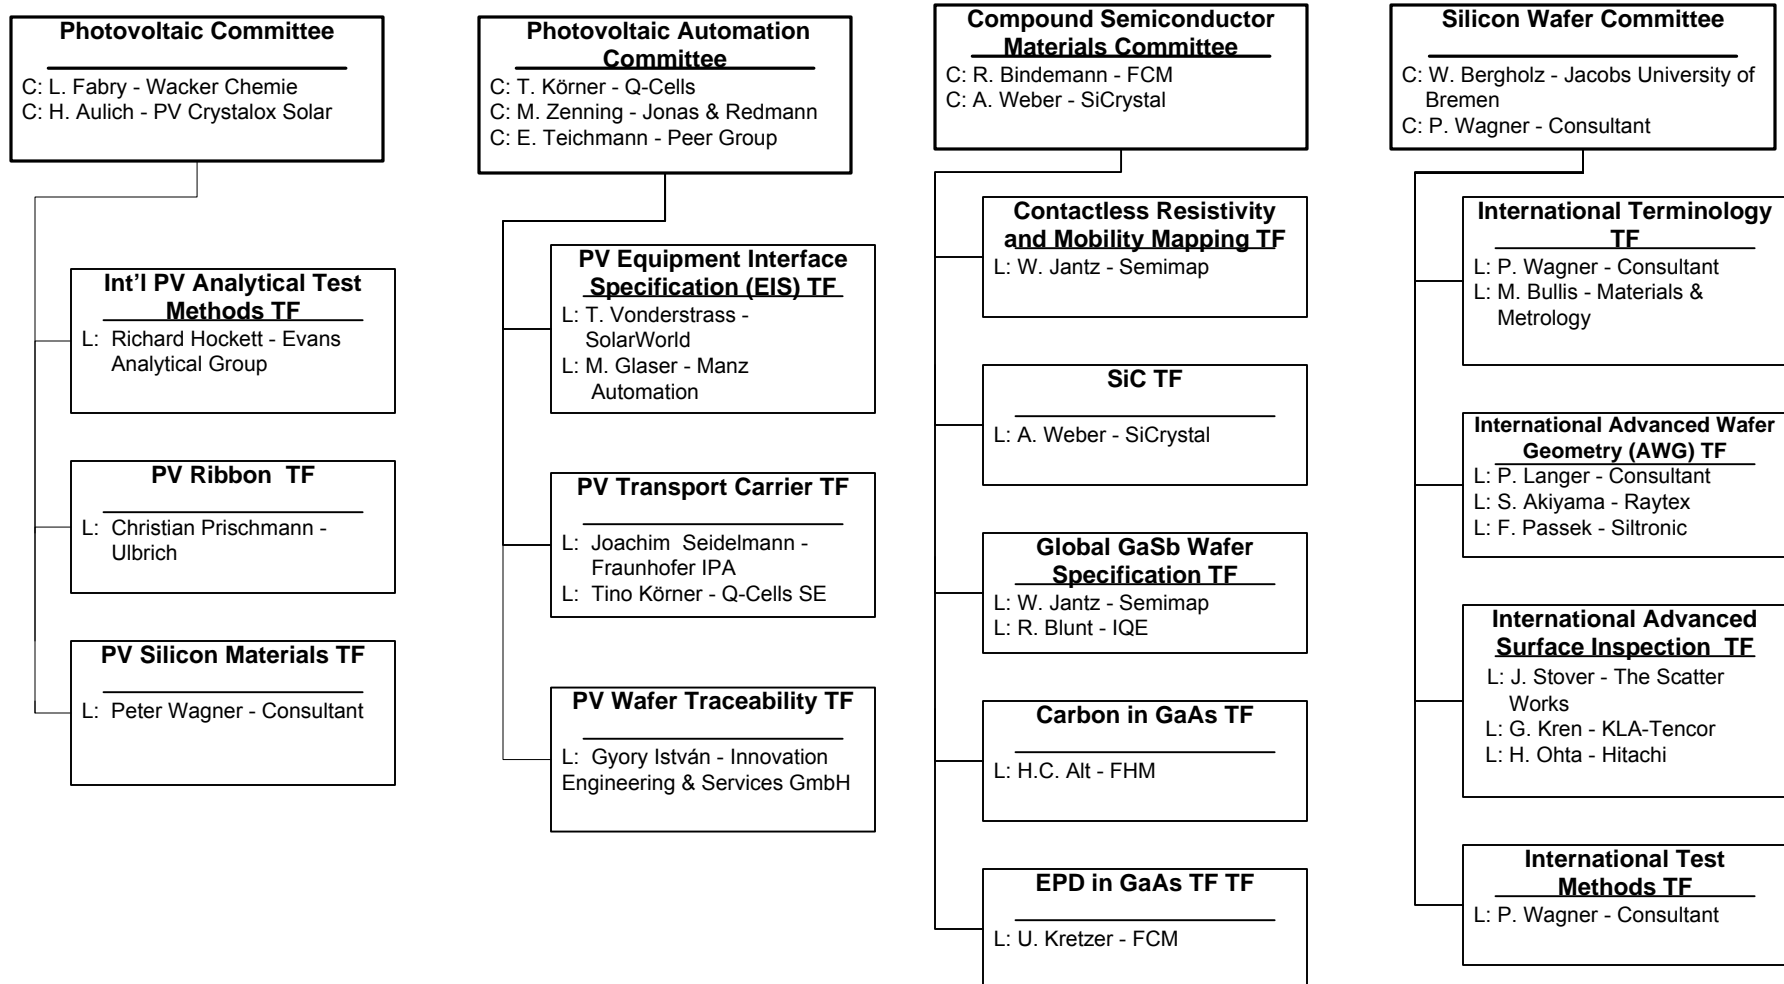 Photovoltaic Committee
C: L. Fabry - Wacker Chemie
C: H. Aulich - PV Crystalox Solar
Int'l PV Analytical Test
Methods TF
L:  Richard Hockett - Evans
Analytical Group
PV Ribbon  TF
L:  Christian Prischmann -
Ulbrich
PV Silicon Materials TF
L:  Peter Wagner - Consultant
Photovoltaic Automation
Committee
C: T. Körner - Q-Cells
C: M. Zenning - Jonas & Redmann
C: E. Teichmann - Peer Group
PV Equipment Interface
Specification (EIS) TF
L: T. Vonderstrass -
SolarWorld
L: M. Glaser - Manz
Automation
PV Transport Carrier TF
L:  Joachim  Seidelmann -
Fraunhofer IPA
L:  Tino Körner - Q-Cells SE
PV Wafer Traceability TF
L:  Gyory István - Innovation
Engineering & Services GmbH
Compound Semiconductor
Materials Committee
C: R. Bindemann - FCM
C: A. Weber - SiCrystal
Contactless Resistivity
and Mobility Mapping TF
L: W. Jantz - Semimap
SiC TF
L: A. Weber - SiCrystal
Global GaSb Wafer
Specification TF
L: W. Jantz - Semimap
L: R. Blunt - IQE
Carbon in GaAs TF
L: H.C. Alt - FHM
EPD in GaAs TF TF
L: U. Kretzer - FCM
Silicon Wafer Committee
C: W. Bergholz - Jacobs University of
Bremen
C: P. Wagner - Consultant
International Terminology
TF
L: P. Wagner - Consultant
L: M. Bullis - Materials &
Metrology
International Advanced Wafer
Geometry (AWG) TF
L: P. Langer - Consultant
L: S. Akiyama - Raytex
L: F. Passek - Siltronic
International Advanced
Surface Inspection  TF
L: J. Stover - The Scatter
Works
L: G. Kren - KLA-Tencor
L: H. Ohta - Hitachi
International Test
Methods TF
L: P. Wagner - Consultant